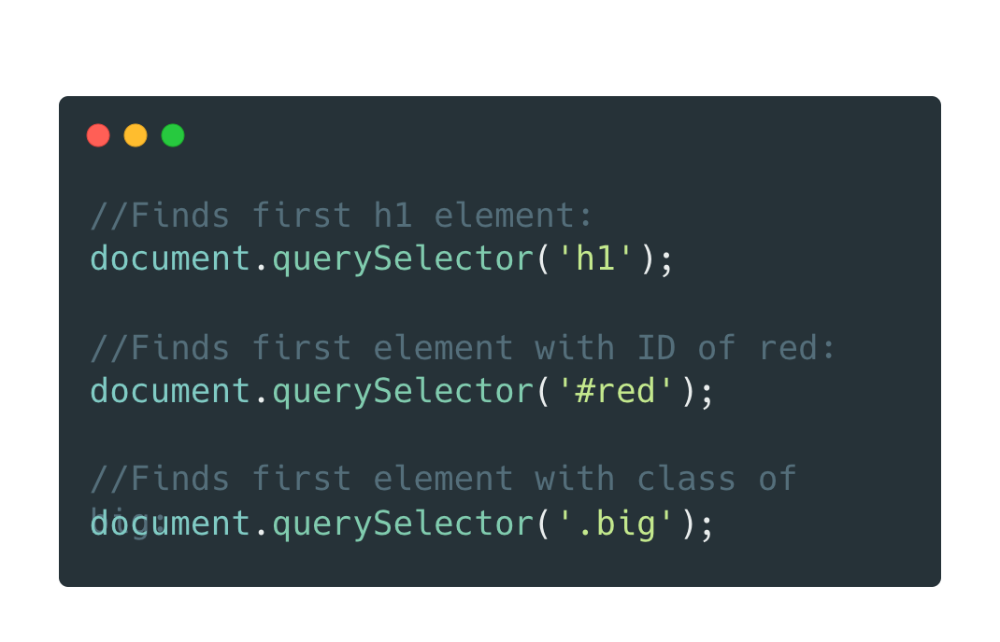 //Finds first h1 element:
document.querySelector('h1');
//Finds first element with ID of red:
document.querySelector('#red');
//Finds first element with class of
big:
document.querySelector('.big');